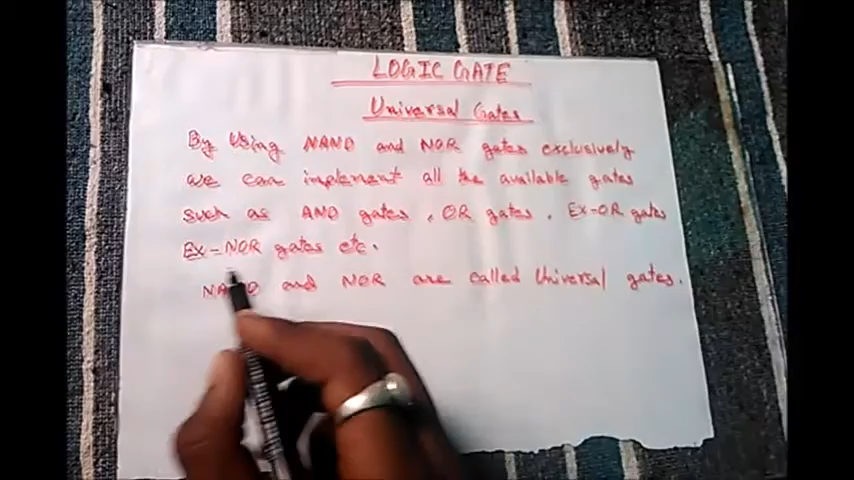 LOGIC GATE
Universal Gates
By Using NAND and NOR gates exclusively
we can implement all the available gates
such as AND gates, OR gates, Ex-OR gates
Ex-NOR gates etc.
NAND and NOR are called Universal gates.